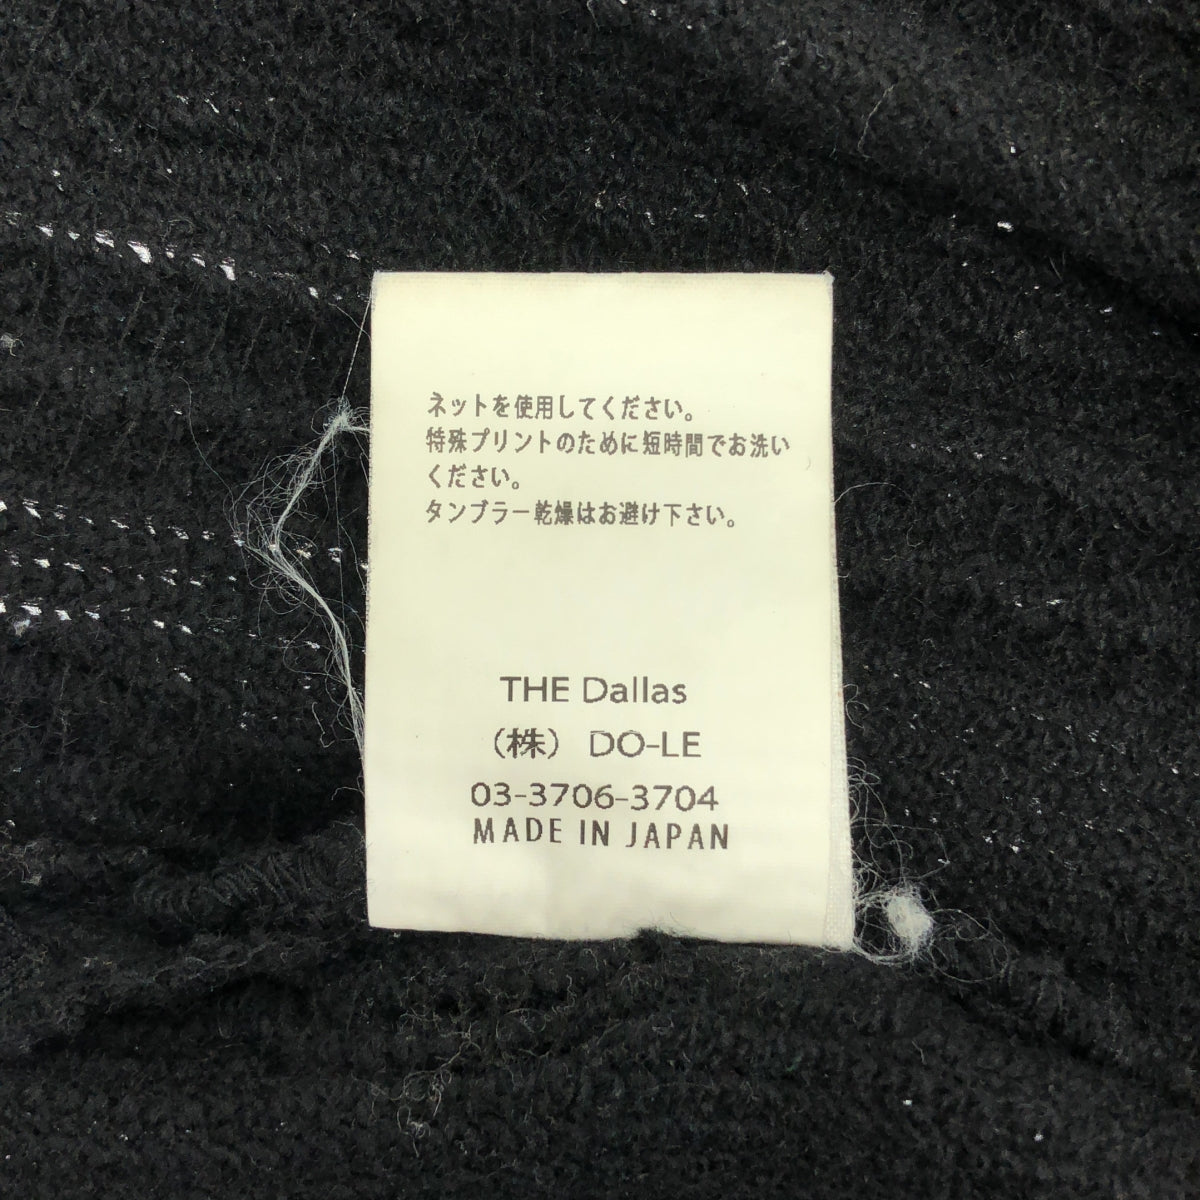 ネットを使用してください。
特殊プリントのために短時間でお洗い
ください。
タンブラー乾燥はお避け下さい。
THE Dallas
（株） DO-LE
03-3706-3704
MADE IN JAPAN